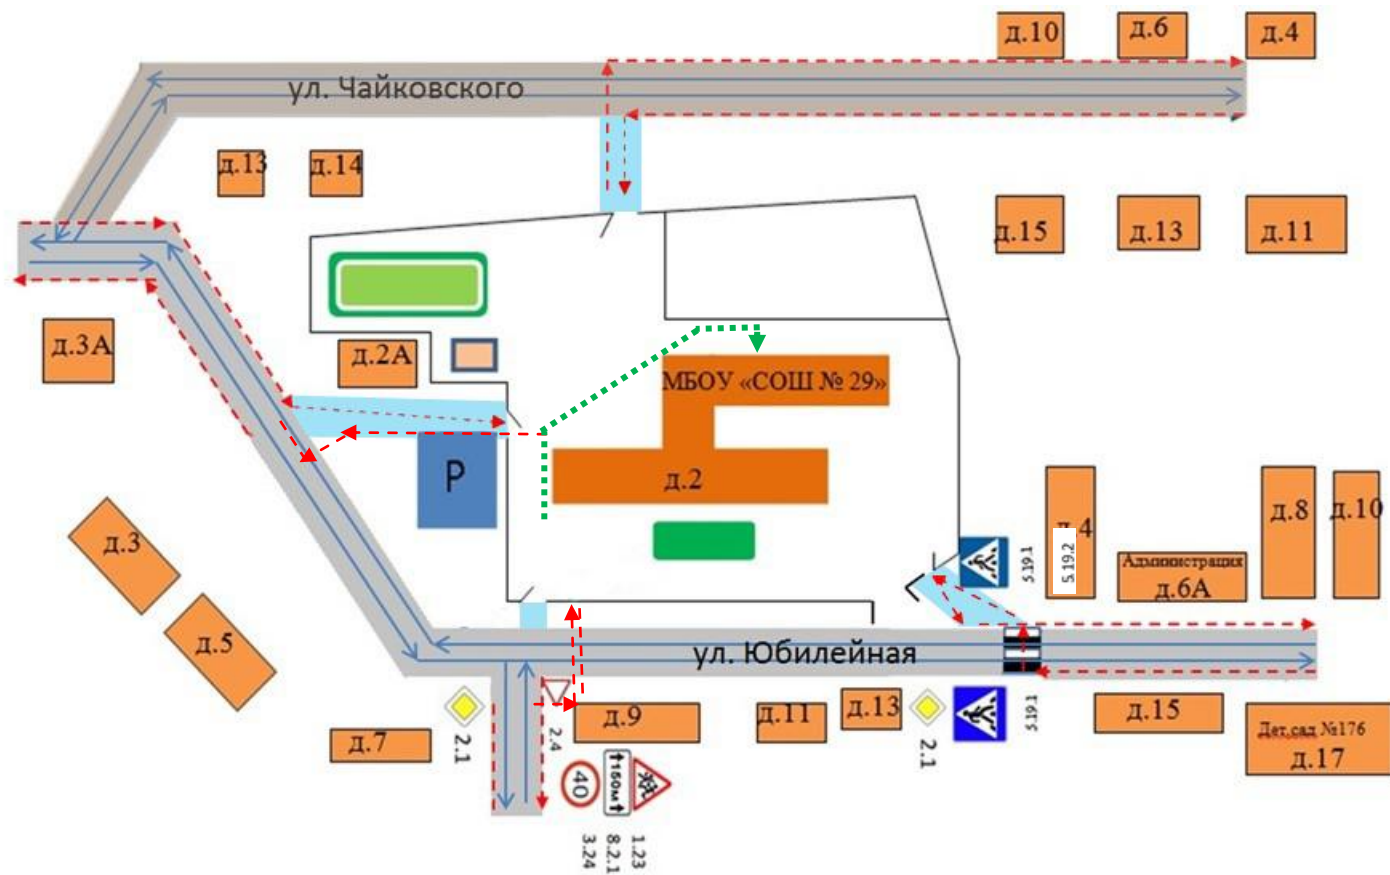 д.10
д.6
д.4
ул. Чайковского
д.13
д.14
д.15
д.13
д.11
д.3А
д.2А
МБОУ «СОШ № 29»
Р
д.2
д.4
д.8
д.10
5.19.1
5.19.2
Администрация
д.6А
д.3
д.5
ул. Юбилейная
д.7
2.1
2.4
д.9
д.11
д.13
2.1
5.19.1
д.15
Дет.сад №176
д.17
40
150м
3.24
8.2.1
1.23